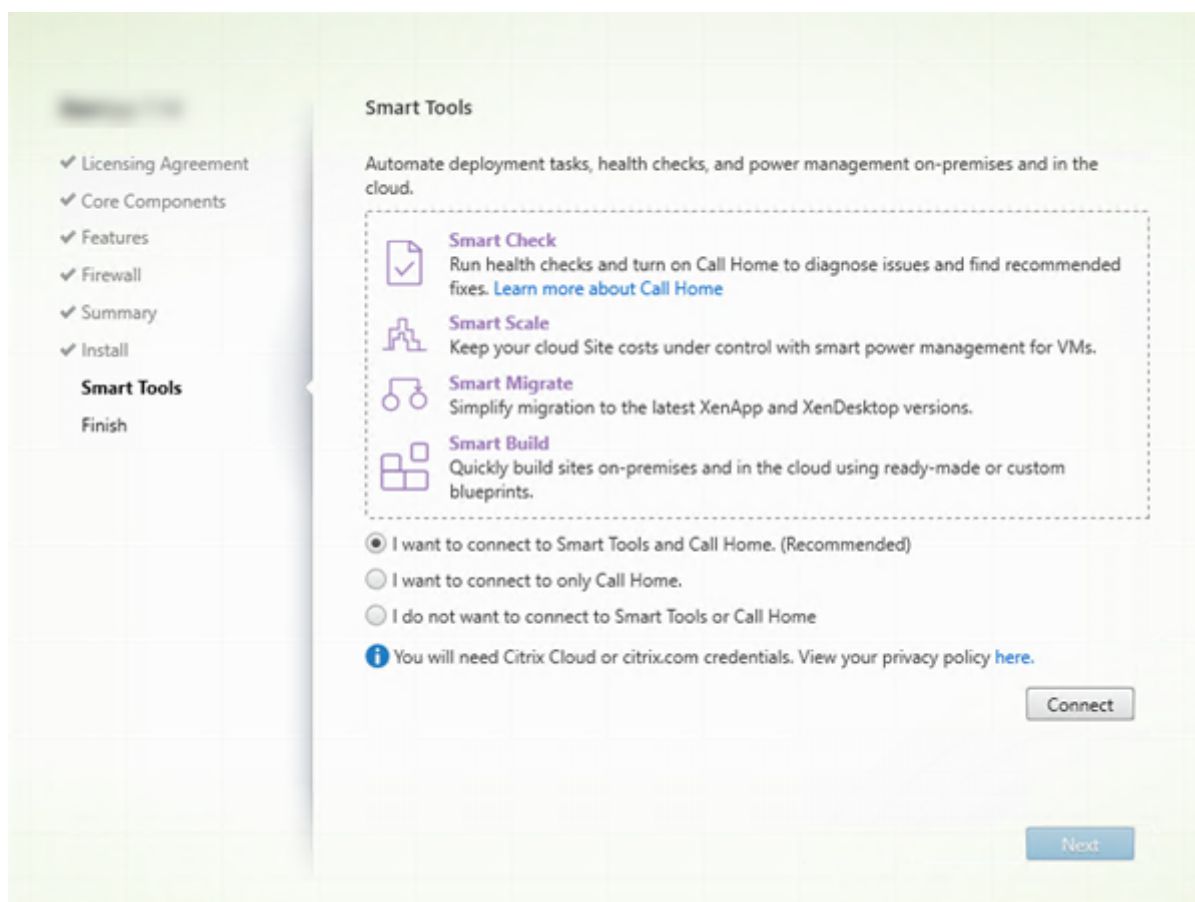 Licensing Agreement
Core Components
Features
Firewall
Summary
Install
Smart Tools
Finish
Smart Tools
Automate deployment tasks, health checks, and power management on-premises and in the
cloud.
Smart Check
Run health checks and turn on Call Home to diagnose issues and find recommended
fixes. Learn more about Call Home
Smart Scale
Keep your cloud Site costs under control with smart power management for VMs.
Smart Migrate
Simplify migration to the latest XenApp and XenDesktop versions.
Smart Build
Quickly build sites on-premises and in the cloud using ready-made or custom
blueprints.
I want to connect to Smart Tools and Call Home. (Recommended)
I want to connect to only Call Home.
I do not want to connect to Smart Tools or Call Home
You will need Citrix Cloud or citrix.com credentials. View your privacy policy here.
Connect
Next